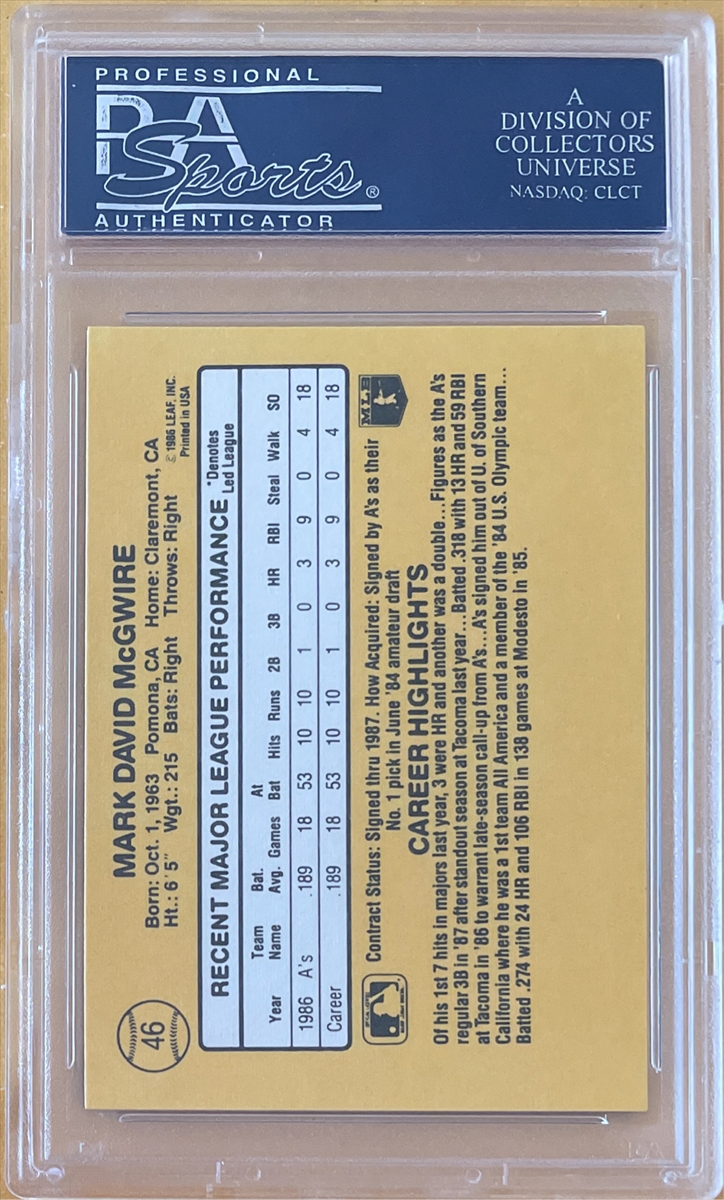 PROFESSIONAL
PSA
Sports®
AUTHENTICATOR
A
DIVISION OF
COLLECTORS
UNIVERSE
NASDAQ: CLCT
46
MARK DAVID McGWIRE
Born: Oct. 1, 1963 Pomona, CA Home: Claremont, CA
Ht.: 6'5" Wgt.: 215 Bats: Right Throws: Right
© 1986 LEAF, INC.
Printed in USA
RECENT MAJOR LEAGUE PERFORMANCE
*Denotes
Led League
Year Team Name Bat. Avg. Games At Bat Hits Runs 2B 3B HR RBI Steal Walk SO
1986 A's .189 18 53 10 10 1 0 3 9 0 4 18
Career .189 18 53 10 10 1 0 3 9 0 4 18
Contract Status: Signed thru 1987. How Acquired: Signed by A's as their
No. 1 pick in June '84 amateur draft
MLB
CAREER HIGHLIGHTS
Of his 1st 7 hits in majors last year, 3 were HR and another was a double... Figures as the A's
regular 3B in '87 after standout season at Tacoma last year... Batted .318 with 13 HR and 59 RBI
at Tacoma in '86 to warrant late-season call-up from A's... A's signed him out of U. of Southern
California where he was a 1st team All America and a member of the '84 U.S. Olympic team...
Batted .274 with 24 HR and 106 RBI in 138 games at Modesto in '85.